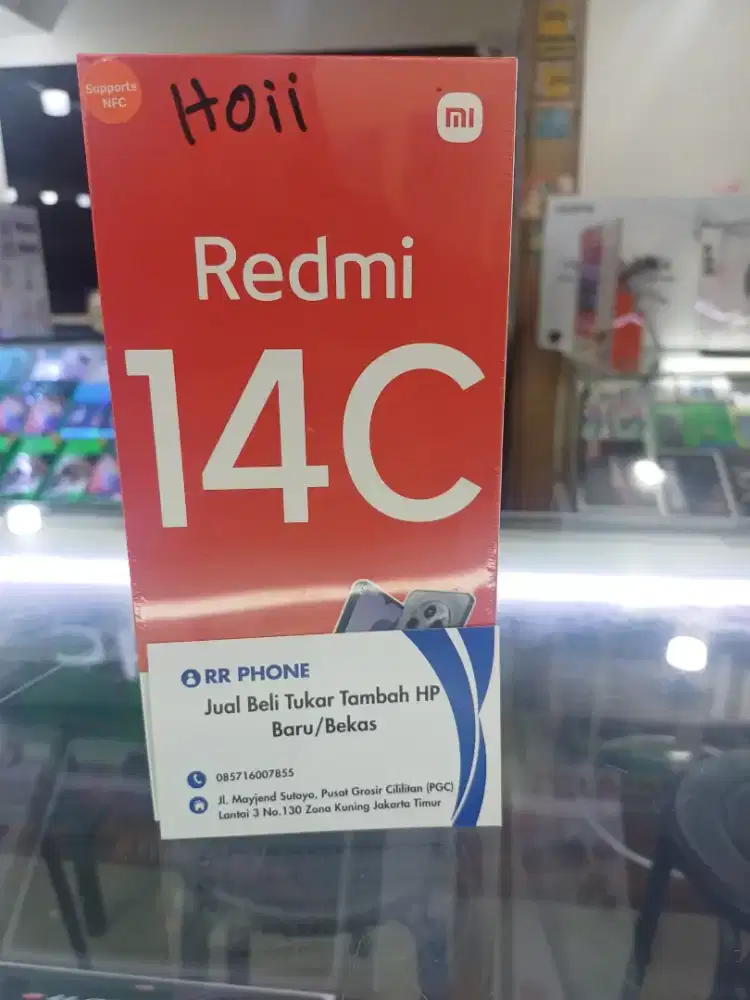 Supports
NFC
Hoii
mi
Redmi
14C
RR PHONE
Jual Beli Tukar Tambah HP
Baru/Bekas
085716007855
Jl. Mayjend Sutoyo, Pusat Grosir Cililitan (PGC)
Lantai 3 No.130 Zona Kuning Jakarta Timur